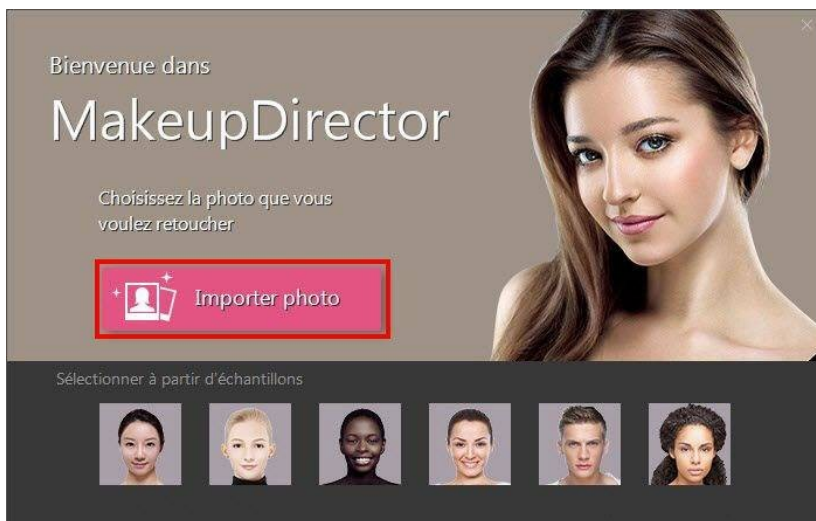 Bienvenue dans
MakeupDirector
Choisissez la photo que vous
voulez retoucher
Importer photo
Sélectionner à partir d'échantillons